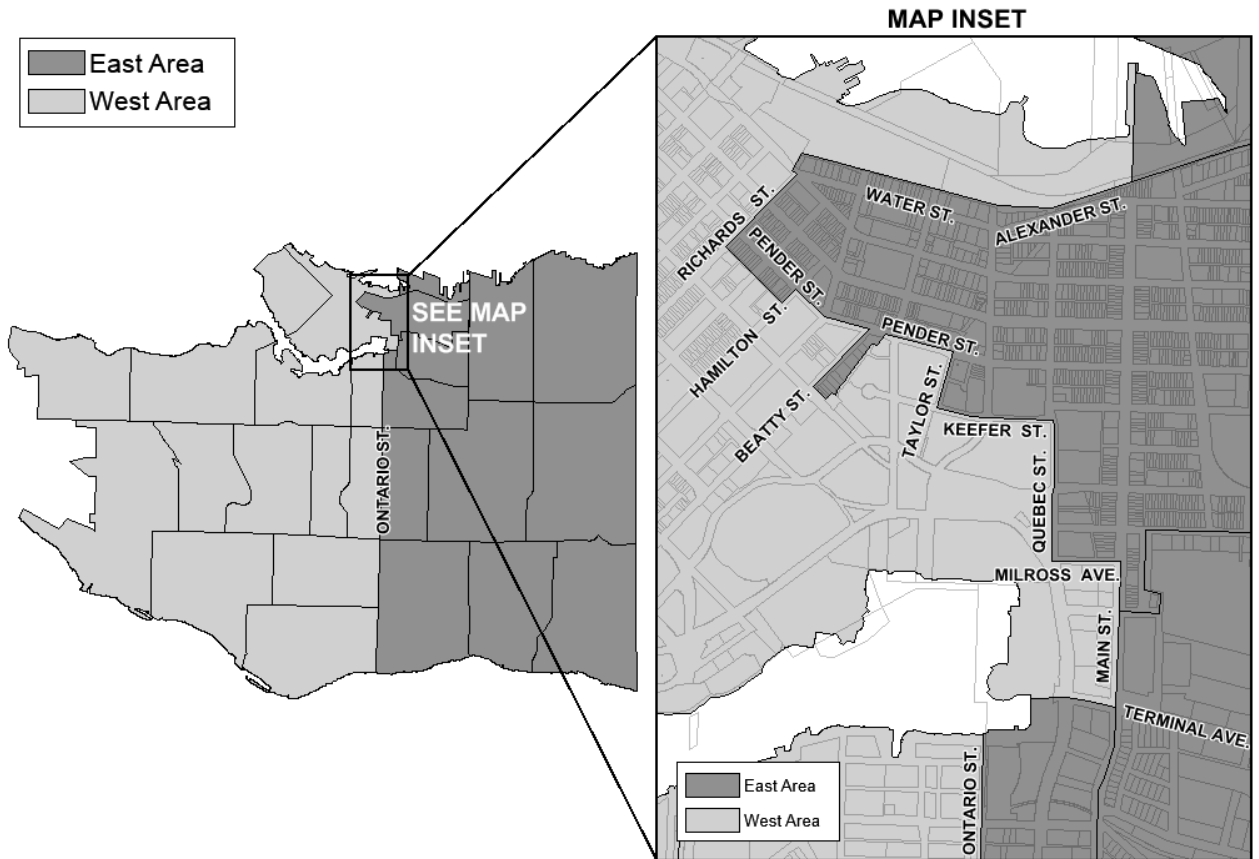 MAP INSET
East Area
West Area
SEE MAP
INSET
ONTARIO ST.
WATER ST.
ALEXANDER ST.
RICHARDS ST.
PENDER ST.
HAMILTON ST.
PENDER ST.
BEATTY ST.
TAYLOR ST.
KEEFER ST.
QUEBEC ST.
MILROSS AVE.
MAIN ST.
TERMINAL AVE.
ONTARIO ST.
East Area
West Area